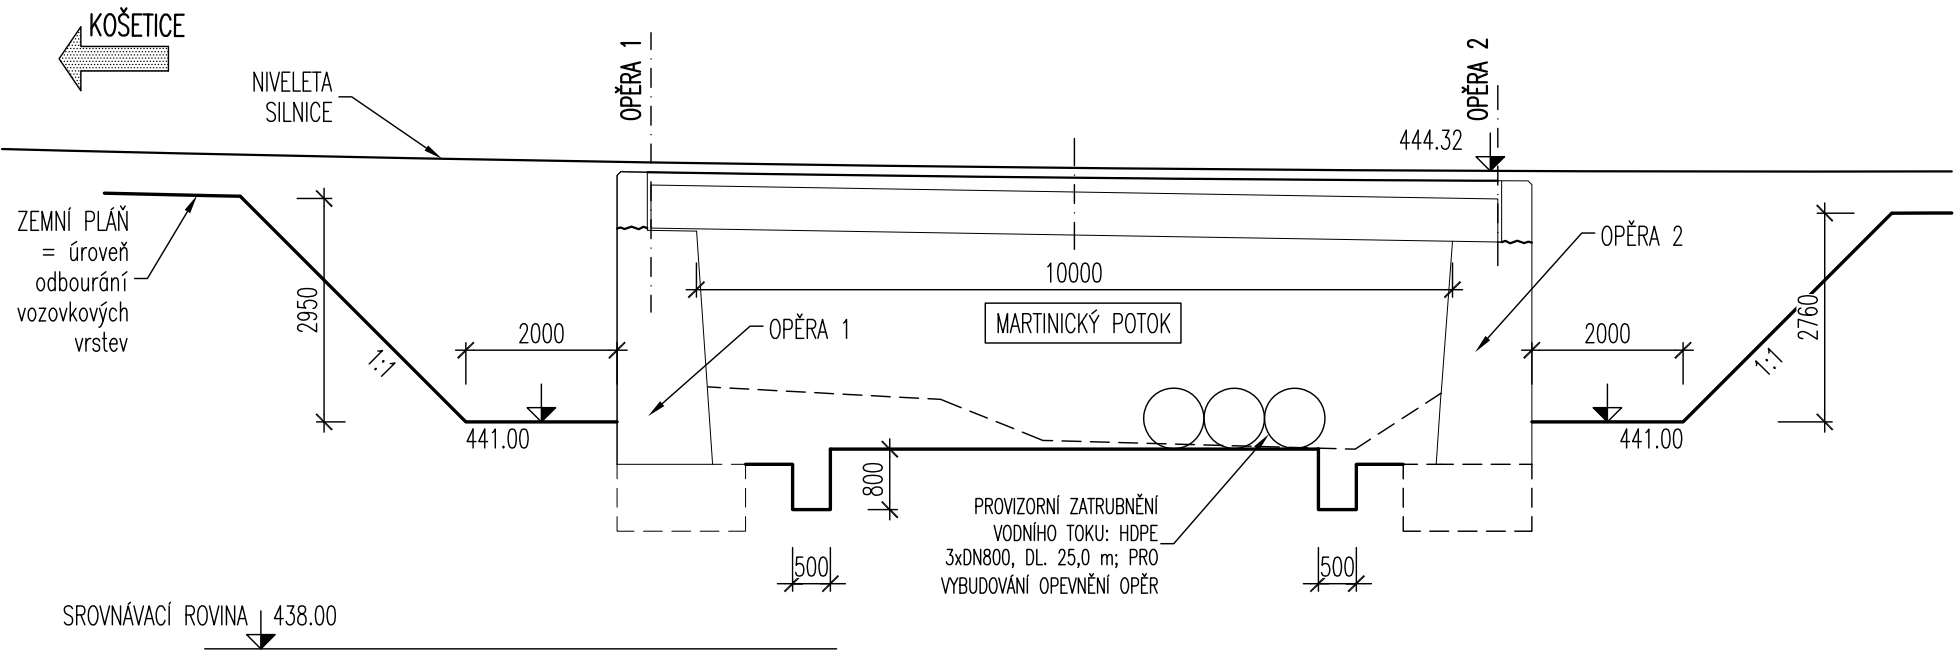 KOŠETICE
NIVELETA
SILNICE
OPĚRA 1
OPĚRA 2
444.32
ZEMNÍ PLÁŇ
= úroveň
odbourání
vozovkových
vrstev
2950
1:1
2000
441.00
10000
MARTINICKÝ POTOK
OPĚRA 1
OPĚRA 2
2000
441.00
1:1
2760
800
500
500
PROVIZORNÍ ZATRUBNĚNÍ
VODNÍHO TOKU: HDPE
3xDN800, DL. 25,0 m; PRO
VYBUDOVÁNÍ OPEVNĚNÍ OPĚR
SROVNÁVACÍ ROVINA 438.00